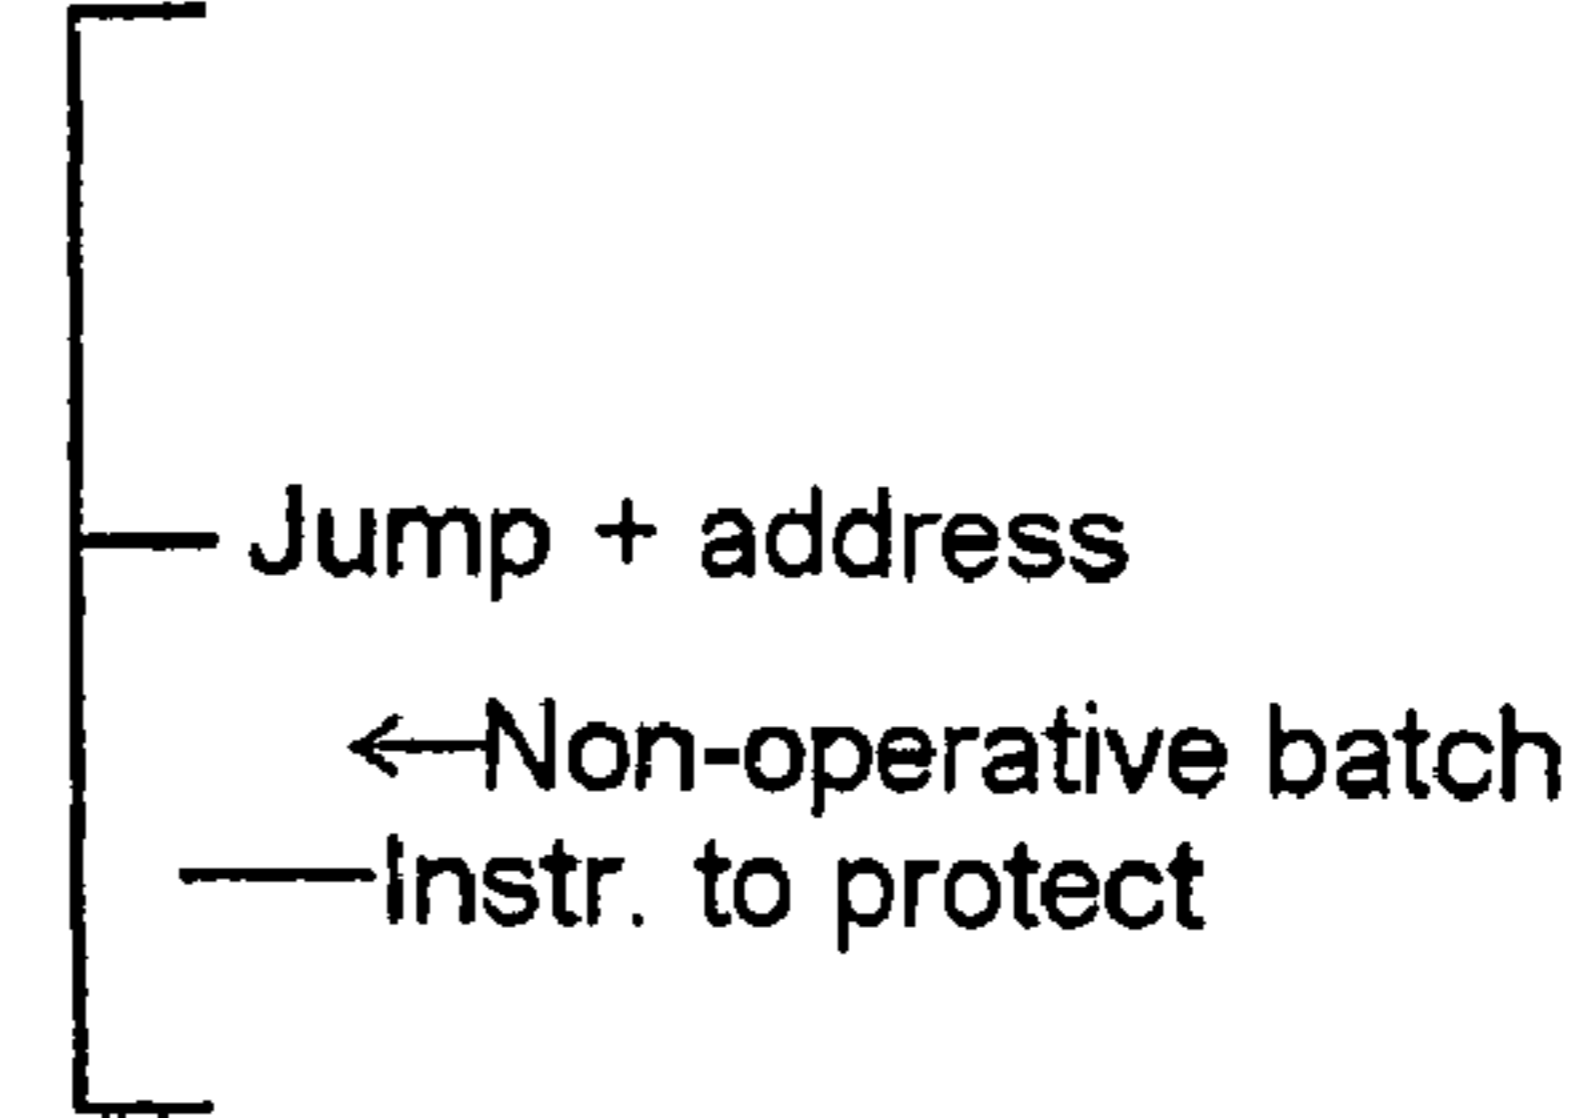 Jump + address
Non-operative batch
Instr. to protect